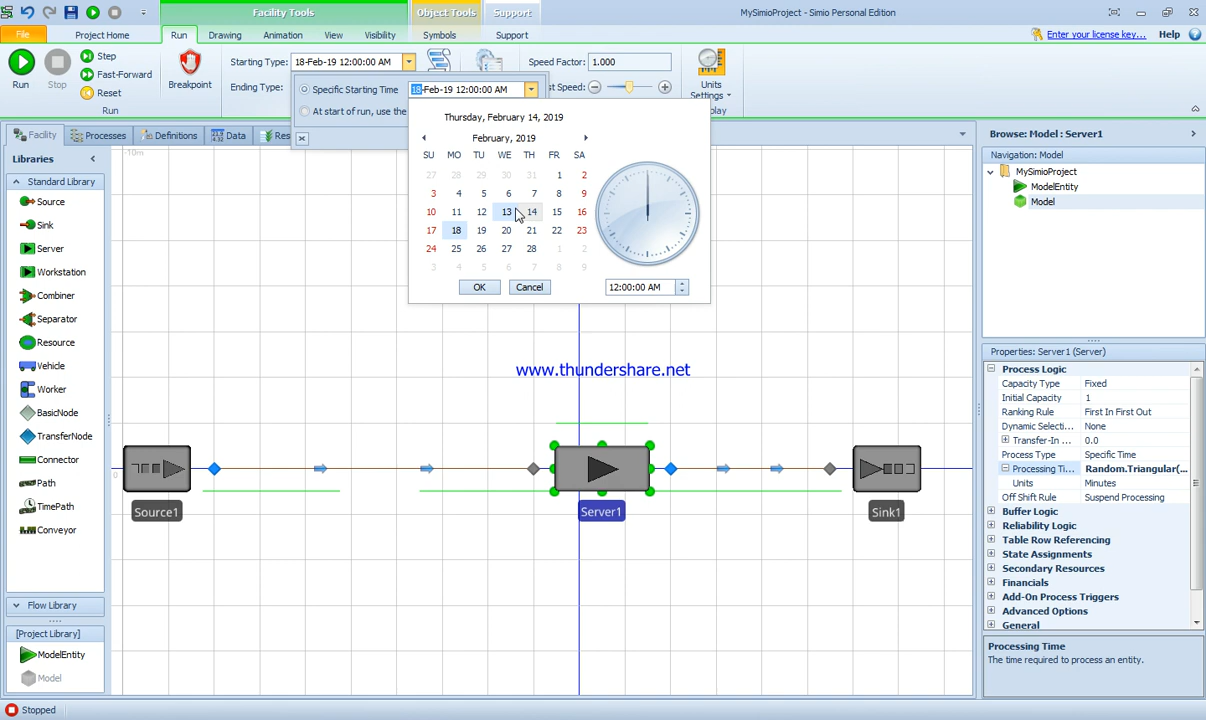 Facility Tools
Object Tools
Support
MySimioProject - Simio Personal Edition
File
Project Home
Run
Drawing
Animation
View
Visibility
Symbols
Support
Enter your license key...
Help
Run
Stop
Step
Fast-Forward
Reset
Run
Breakpoint
Starting Type: 18-Feb-19 12:00:00 AM
Ending Type:
Speed Factor: 1.000
st Speed:
Units
Settings
play
Specific Starting Time 18-Feb-19 12:00:00 AM
At start of run, use the
Thursday, February 14, 2019
February, 2019
SU MO TU WE TH FR SA
27 28 29 30 31 1 2
3 4 5 6 7 8 9
10 11 12 13 14 15 16
17 18 19 20 21 22 23
24 25 26 27 28 1 2
3 4 5 6 7 8 9
OK
Cancel
12:00:00 AM
Facility
Processes
Definitions
Data
Res
Browse: Model : Server1
Navigation: Model
MySimioProject
ModelEntity
Model
Libraries
Standard Library
Source
Sink
Server
Workstation
Combiner
Separator
Resource
Vehicle
Worker
BasicNode
TransferNode
Connector
Path
TimePath
Conveyor
Flow Library
[Project Library]
ModelEntity
Model
-10m
0
www.thundershare.net
Source1
Server1
Sink1
Properties: Server1 (Server)
Process Logic
Capacity Type Fixed
Initial Capacity 1
Ranking Rule First In First Out
Dynamic Selecti... None
Transfer-In ... 0.0
Process Type Specific Time
Processing Ti... Random.Triangular(...
Units Minutes
Off Shift Rule Suspend Processing
Buffer Logic
Reliability Logic
Table Row Referencing
State Assignments
Secondary Resources
Financials
Add-On Process Triggers
Advanced Options
General
Processing Time
The time required to process an entity.
Stopped